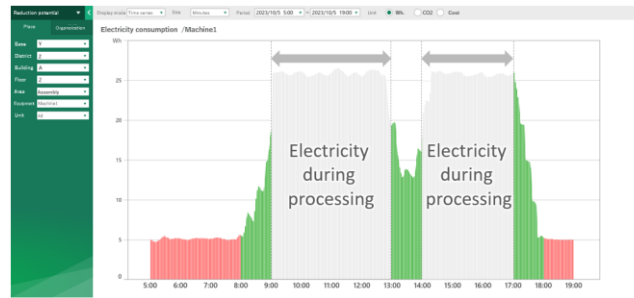 Reduction potential
Display mode Time series Size Minutes Period 2023/10/5 5:00 ~ 2023/10/5 19:00 Unit Wh CO2 Cost
Place Organization
Electricity consumption /Machine1
Base Y
District 2
Building A
Floor 2
Area Assembly
Equipment Machine1
Unit
Wh
25
20
15
10
5
0
Electricity
during
processing
Electricity
during
processing
5:00 6:00 7:00 8:00 9:00 10:00 11:00 12:00 13:00 14:00 15:00 16:00 17:00 18:00 19:00